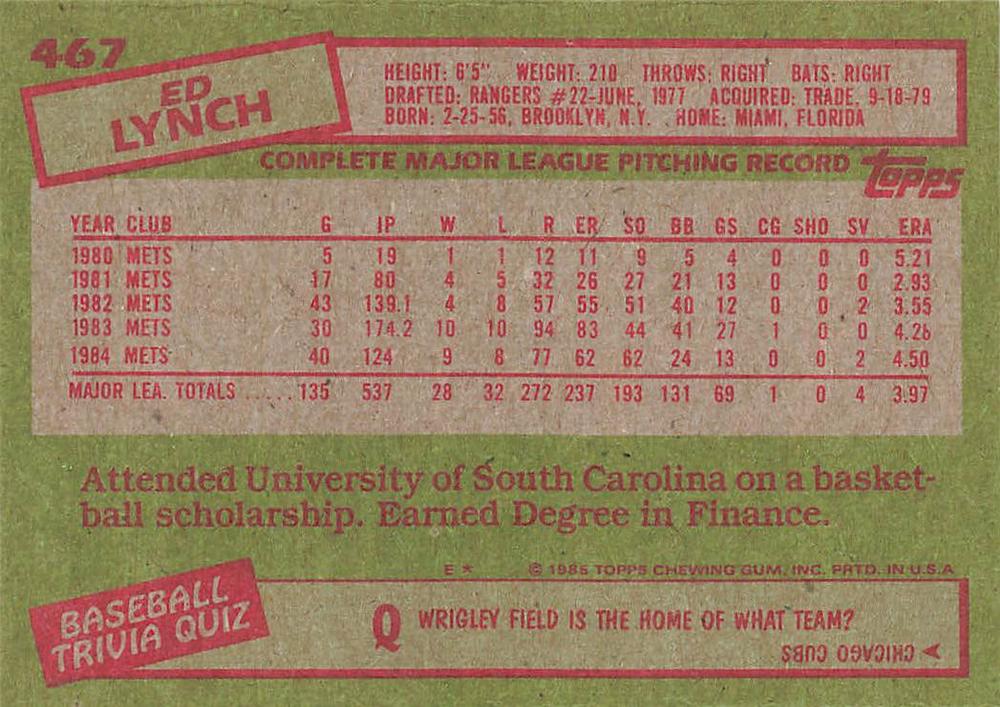 467
ED
LYNCH
HEIGHT: 6'5" WEIGHT: 210 THROWS: RIGHT BATS: RIGHT
DRAFTED: RANGERS #22-JUNE, 1977 ACQUIRED: TRADE, 9-18-79
BORN: 2-25-56, BROOKLYN, N.Y. HOME: MIAMI, FLORIDA
COMPLETE MAJOR LEAGUE PITCHING RECORD topps
YEAR CLUB G IP W L R ER SO BB GS CG SHO SV ERA
1980 METS 5 19 1 1 12 11 9 5 4 0 0 0 5.21
1981 METS 17 80 4 5 32 26 27 21 13 0 0 0 2.93
1982 METS 43 139.1 4 8 57 55 51 40 12 0 0 2 3.55
1983 METS 30 174.2 10 10 94 83 44 41 27 1 0 0 4.26
1984 METS 40 124 9 8 77 62 62 24 13 0 0 2 4.50
MAJOR LEA. TOTALS ..... 135 537 28 32 272 237 193 131 69 1 0 4 3.97
Attended University of South Carolina on a basket-
ball scholarship. Earned Degree in Finance.
E * © 1985 TOPPS CHEWING GUM, INC. PRTD. IN U.S.A
BASEBALL
TRIVIA QUIZ
Q WRIGLEY FIELD IS THE HOME OF WHAT TEAM?
CHICAGO CUBS